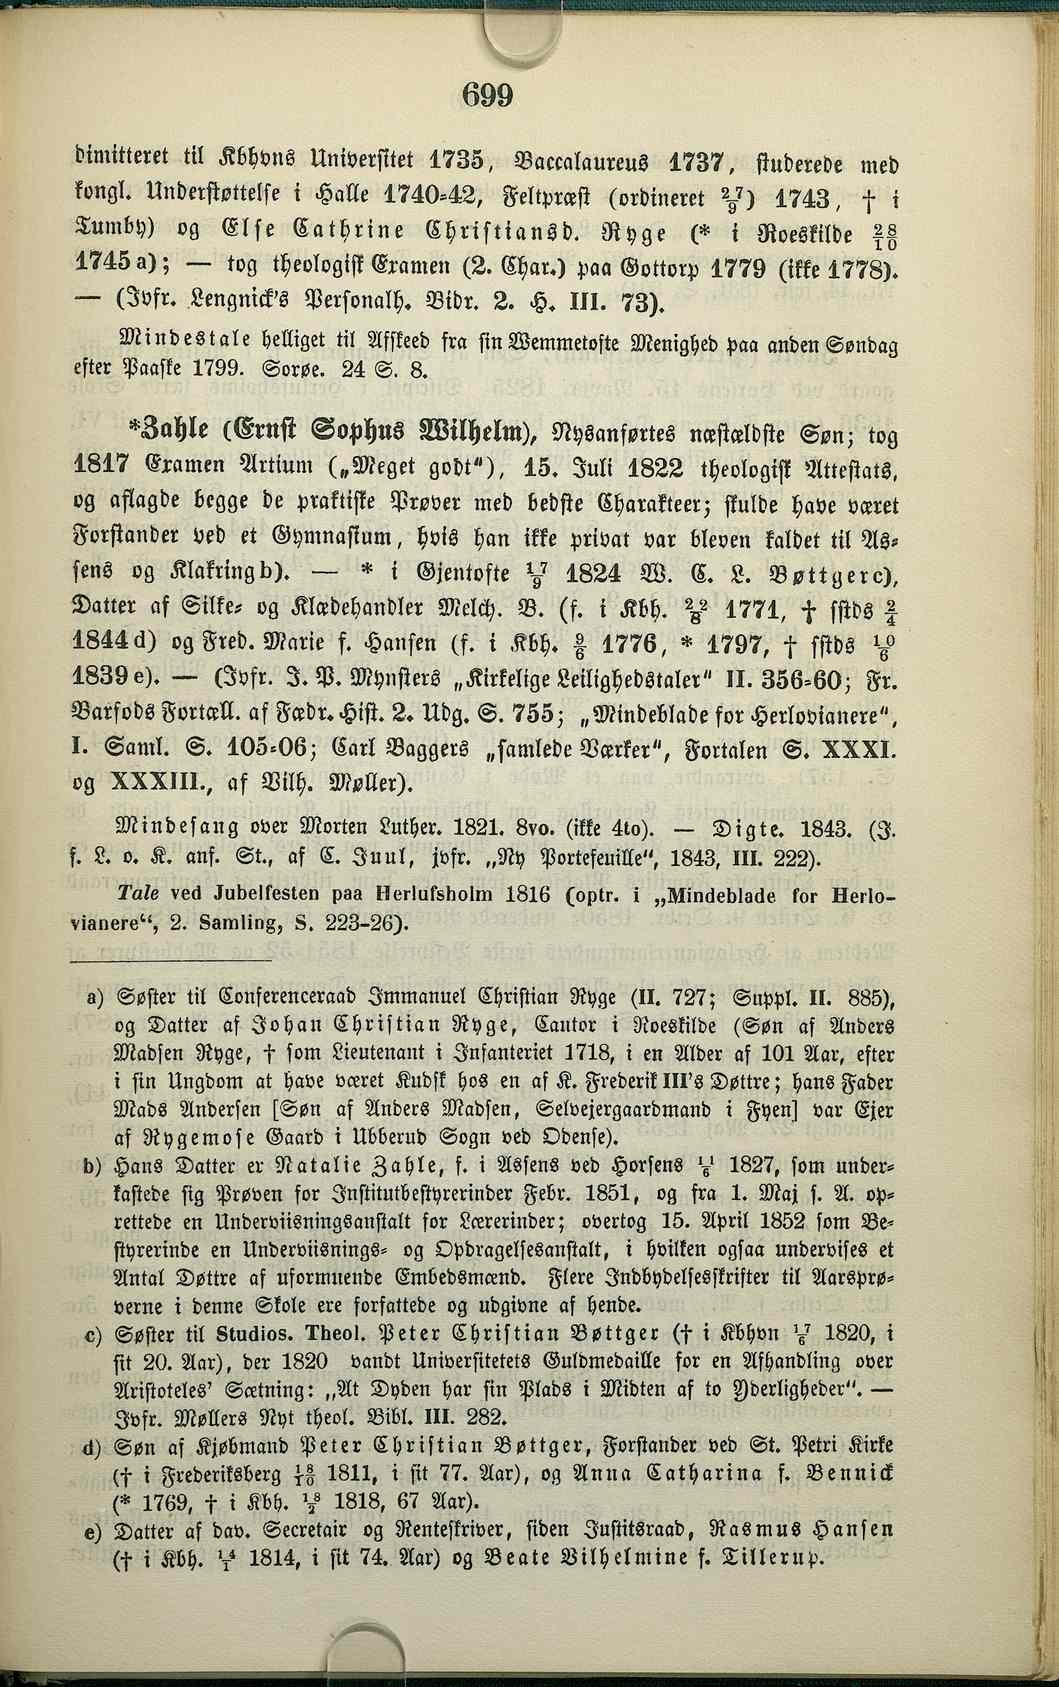 699
dimitteret til Kbhvns Universitet 1735, Baccalaureus 1737, studerede med
kongl. Understøttelse i Halle 1740=42, Feltpræst (ordineret 27/9) 1743, † i
Tumby) og Else Cathrine Christiansd. Ryge (* i Roeskilde 28/10
1745 a); — tog theologisk Examen (2. Char.) paa Gottorp 1779 (ikke 1778).
— (Jvfr. Lengnick's Personalh. Bidr. 2. H. III. 73).
Mindestale helliget til Afskeed fra sin Wemmetofte Menighed paa anden Søndag
efter Paaske 1799. Sorøe. 24 S. 8.
*Zahle (Ernst Sophus Wilhelm), Nysanførtes næstældste Søn; tog
1817 Examen Artium („Meget godt"), 15. Juli 1822 theologisk Attestats,
og aflagde begge de praktiske Prøver med bedste Charakteer; skulde have været
Forstander ved et Gymnasium, hvis han ikke privat var bleven kaldet til As=
sens og Klakring b). — * i Gjentofte 17/9 1824 W. C. L. Bøttger c),
Datter af Silke= og Klædehandler Melch. B. (f. i Kbh. 22/8 1771, † sstds 2/4
1844 d) og Fred. Marie f. Hansen (f. i Kbh. 9/6 1776, * 1797, † sstds 10/6
1839 e). — (Jvfr. J. P. Mynsters „Kirkelige Leilighedstaler" II. 356=60; Fr.
Barfods Fortæll. af Fædr. Hist. 2. Udg. S. 755; „Mindeblade for Herlovianere",
I. Saml. S. 105=06; Carl Baggers „samlede Værker", Fortalen S. XXXI.
og XXXIII., af Vilh. Møller).
Mindesang over Morten Luther. 1821. 8vo. (ikke 4to). — Digte. 1843. (J.
f. L. o. K. anf. St., af C. Juul, jvfr. „Ny Portefeuille", 1843, III. 222).
Tale ved Jubelfesten paa Herlufsholm 1816 (optr. i „Mindeblade for Herlo-
vianere", 2. Samling, S. 223-26).
a) Søster til Conferenceraad Immanuel Christian Ryge (II. 727; Suppl. II. 885),
og Datter af Johan Christian Ryge, Cantor i Roeskilde (Søn af Anders
Madsen Ryge, † som Lieutenant i Infanteriet 1718, i en Alder af 101 Aar, efter
i sin Ungdom at have været Kudsk hos en af K. Frederik III's Døttre; hans Fader
Mads Andersen [Søn af Anders Madsen, Selvejergaardmand i Fyen] var Ejer
af Rygemose Gaard i Ubberud Sogn ved Odense).
b) Hans Datter er Natalie Zahle, f. i Assens ved Horsens 11/6 1827, som under=
kastede sig Prøven for Institutbestyrerinder Febr. 1851, og fra 1. Maj s. A. op=
rettede en Underviisningsanstalt for Lærerinder; overtog 15. April 1852 som Be=
styrerinde en Underviisnings= og Opdragelsesanstalt, i hvilken ogsaa undervises et
Antal Døttre af uformuende Embedsmænd. Flere Indbydelsesskrifter til Aarsprø=
verne i denne Skole ere forfattede og udgivne af hende.
c) Søster til Studios. Theol. Peter Christian Bøttger († i Kbhvn 17/6 1820, i
sit 20. Aar), der 1820 vandt Universitetets Guldmedaille for en Afhandling over
Aristoteles' Sætning: „At Dyden har sin Plads i Midten af to Yderligheder". —
Jvfr. Møllers Nyt theol. Bibl. III. 282.
d) Søn af Kjøbmand Peter Christian Bøttger, Forstander ved St. Petri Kirke
(† i Frederiksberg 18/10 1811, i sit 77. Aar), og Anna Catharina f. Bennick
(* 1769, † i Kbh. 18/2 1818, 67 Aar).
e) Datter af dav. Secretair og Renteskriver, siden Justitsraad, Rasmus Hansen
(† i Kbh. 14/1 1814, i sit 74. Aar) og Beate Vilhelmine f. Tillerup.